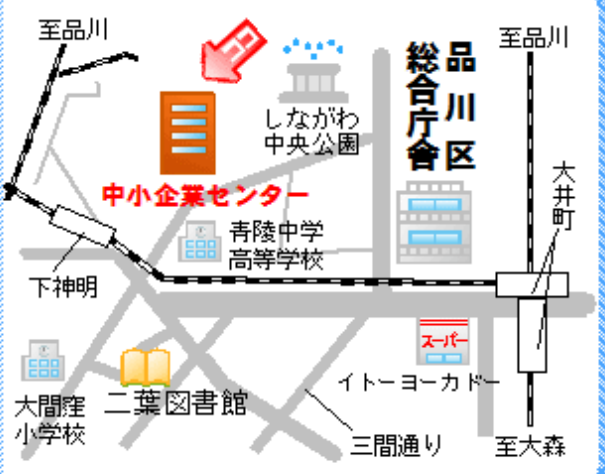 至品川
至品川
品川区
総合庁舎
しながわ
中央公園
大井町
中小企業センター
青陵中学
高等学校
下神明
スーパー
イトーヨーカドー
大間窪
小学校
二葉図書館
三間通り
至大森